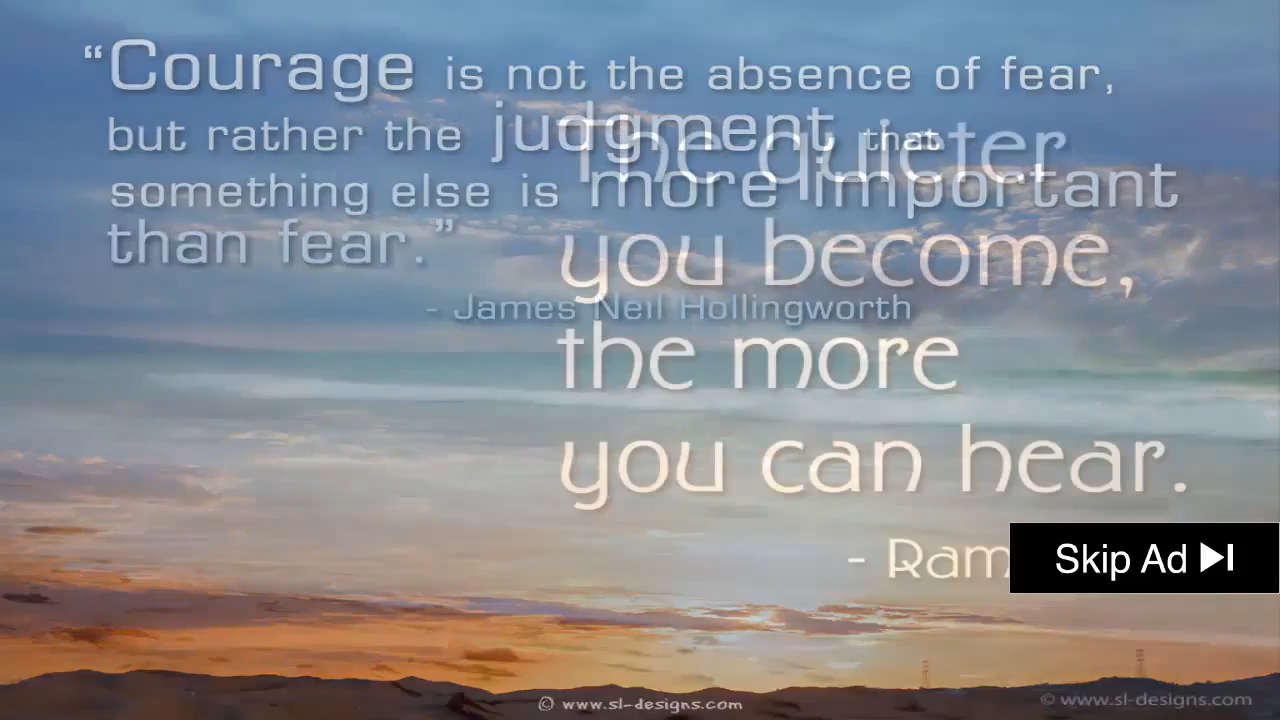 “Courage is not the absence of fear,
but rather the judgment, that
something else is more important
than fear.”
- James Neil Hollingworth
The quieter
you become,
the more
you can hear.
- Ram
Skip Ad
© www.sl-designs.com
© www.sl-designs.com